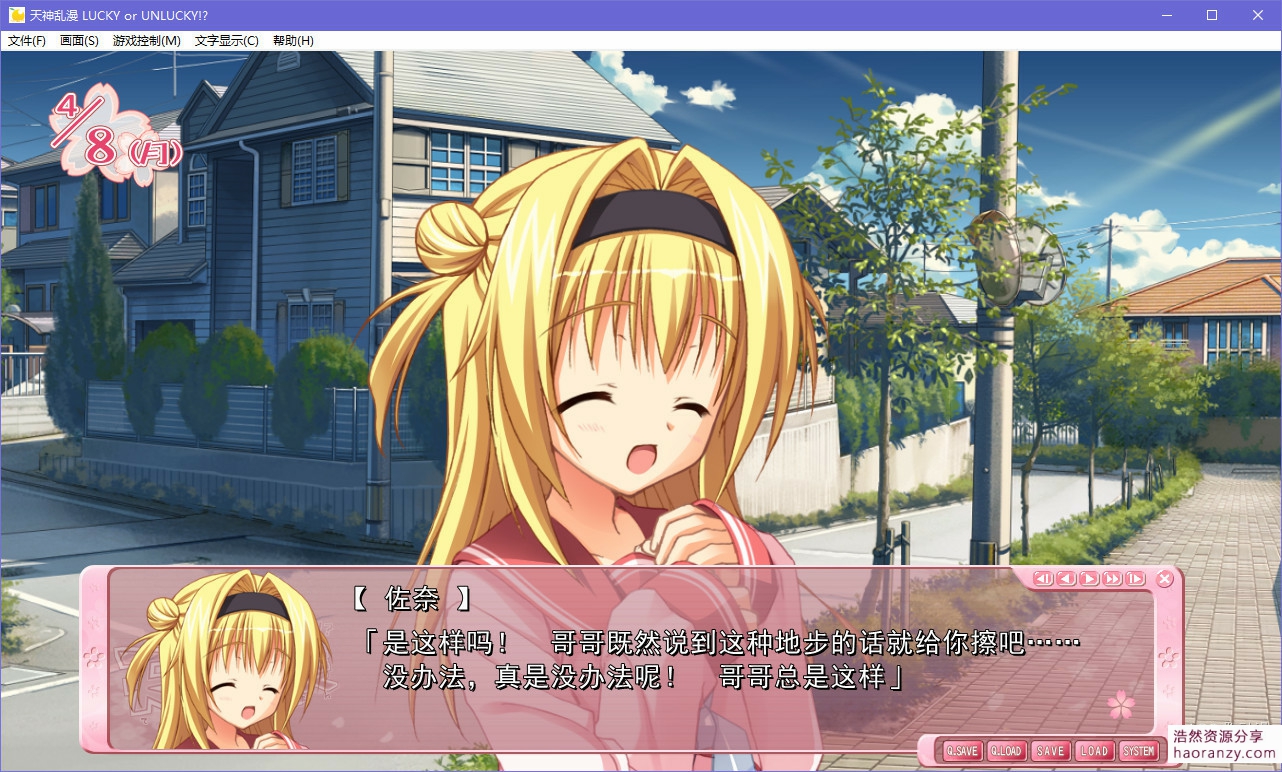 天神乱漫 LUCKY or UNLUCKY!?
文件(F) 画面(S) 游戏控制(M) 文字显示(C) 帮助(H)
4/8(月)
【 佐奈 】
「是这样吗！ 哥哥既然说到这种地步的话就给你擦吧……
没办法，真是没办法呢！ 哥哥总是这样」
Q.SAVE Q.LOAD SAVE LOAD SYSTEM
浩然资源分享
haoranzy.com